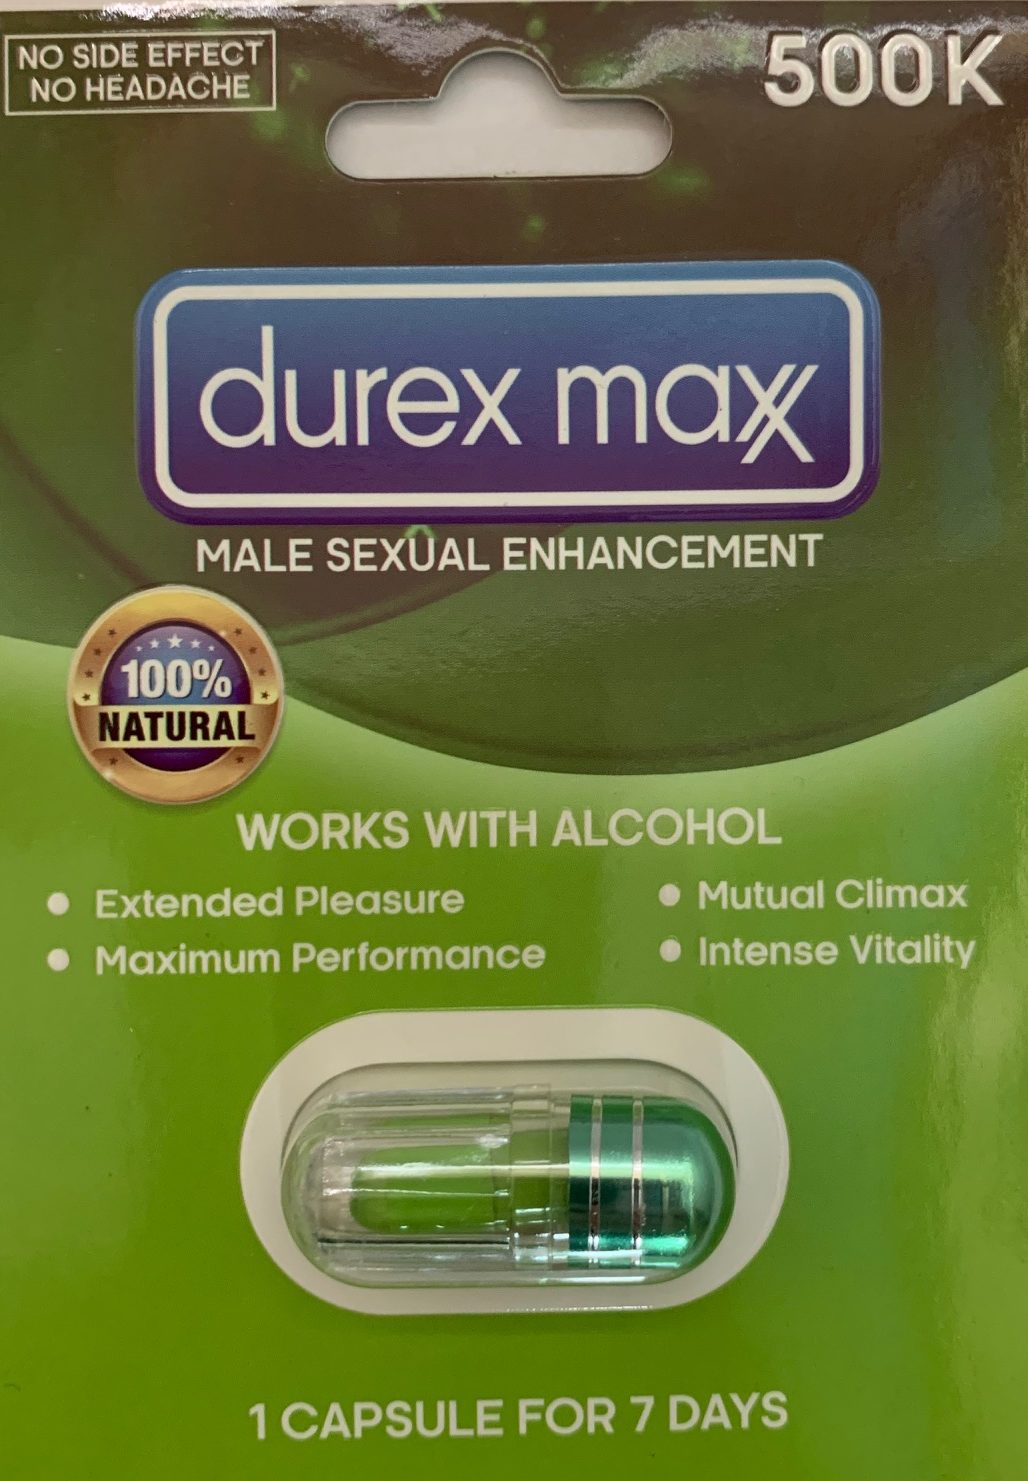 NO SIDE EFFECT
NO HEADACHE
500K
durex maxx
MALE SEXUAL ENHANCEMENT
100%
NATURAL
WORKS WITH ALCOHOL
Extended Pleasure
Maximum Performance
Mutual Climax
Intense Vitality
1 CAPSULE FOR 7 DAYS